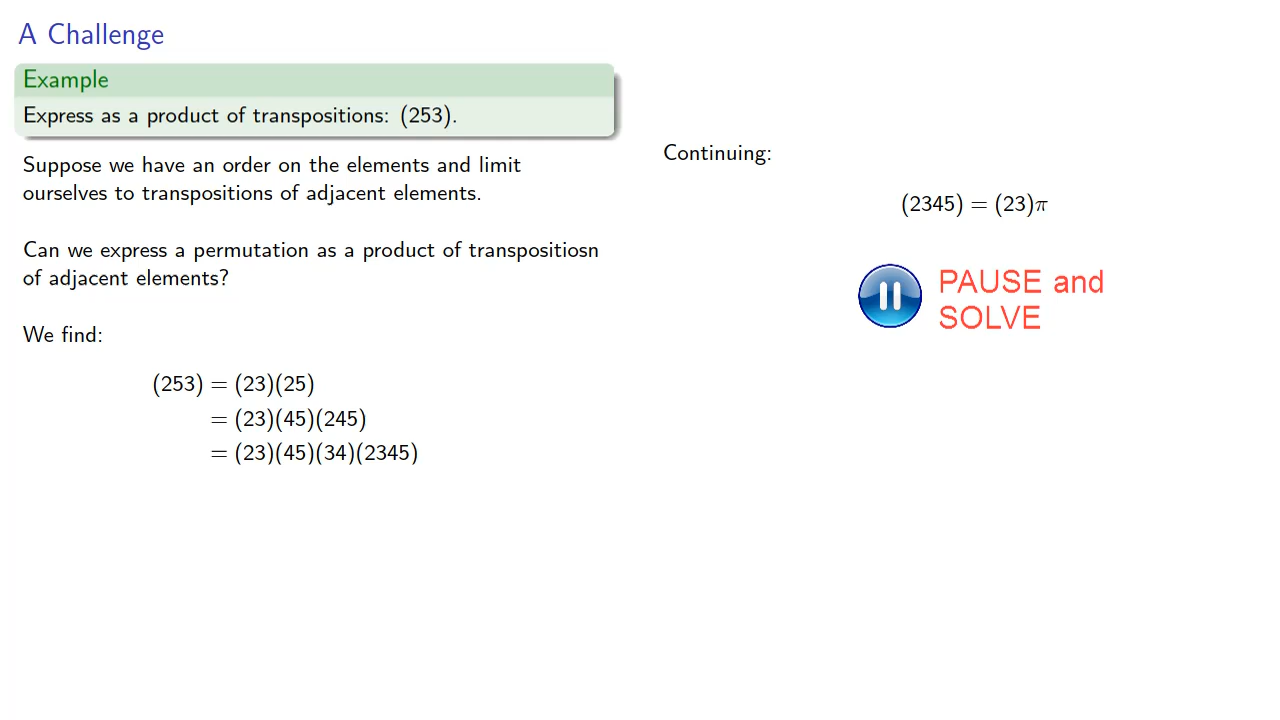 A Challenge
Example
Express as a product of transpositions: (253).
Suppose we have an order on the elements and limit
ourselves to transpositions of adjacent elements.
Can we express a permutation as a product of transpositiosn
of adjacent elements?
We find:
(253) = (23)(25)
= (23)(45)(245)
= (23)(45)(34)(2345)
Continuing:
(2345) = (23)π
PAUSE and
SOLVE